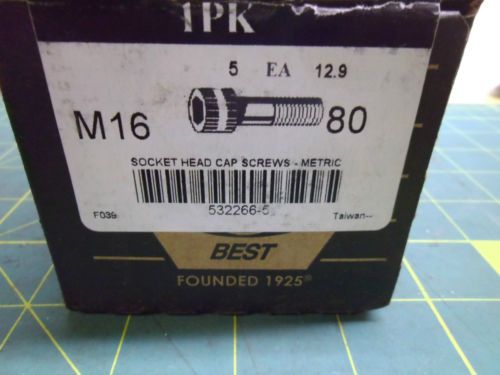 1PK
5 EA 12.9
M16 80
SOCKET HEAD CAP SCREWS - METRIC
532266-5
F039 Taiwan--
BEST
FOUNDED 1925®